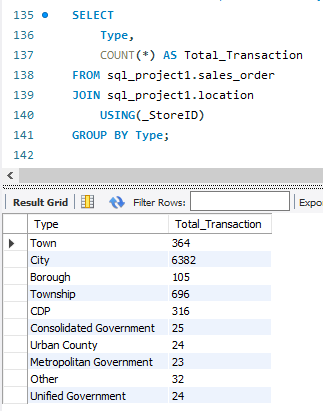 135 SELECT
136 Type,
137 COUNT(*) AS Total_Transaction
138 FROM sql_project1.sales_order
139 JOIN sql_project1.location
140 USING(_StoreID)
141 GROUP BY Type;
142
Result Grid Filter Rows: Expor
Type Total_Transaction
Town 364
City 6382
Borough 105
Township 696
CDP 316
Consolidated Government 25
Urban County 24
Metropolitan Government 23
Other 32
Unified Government 24